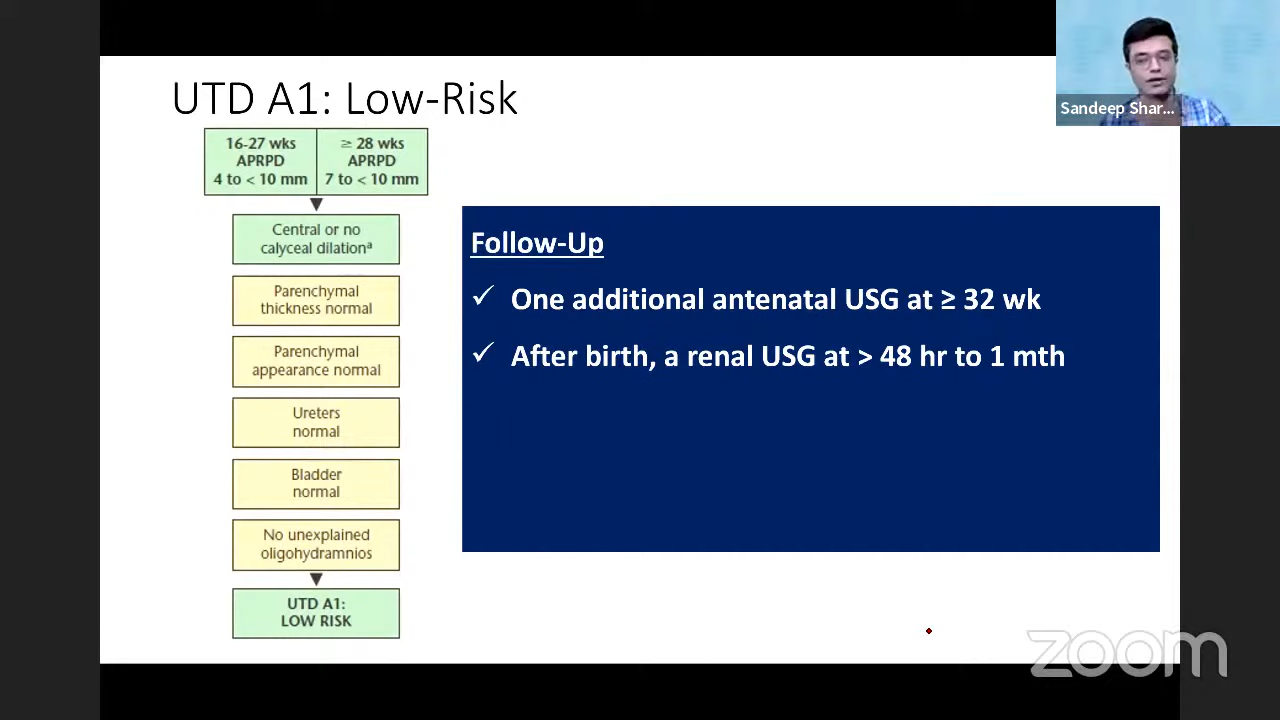 UTD A1: Low-Risk
16-27 wks
APRPD
4 to < 10 mm
≥ 28 wks
APRPD
7 to < 10 mm
Central or no
calyceal dilationᵃ
Parenchymal
thickness normal
Parenchymal
appearance normal
Ureters
normal
Bladder
normal
No unexplained
oligohydramnios
UTD A1:
LOW RISK
Follow-Up
✓ One additional antenatal USG at ≥ 32 wk
✓ After birth, a renal USG at > 48 hr to 1 mth
Sandeep Shar...
zoom